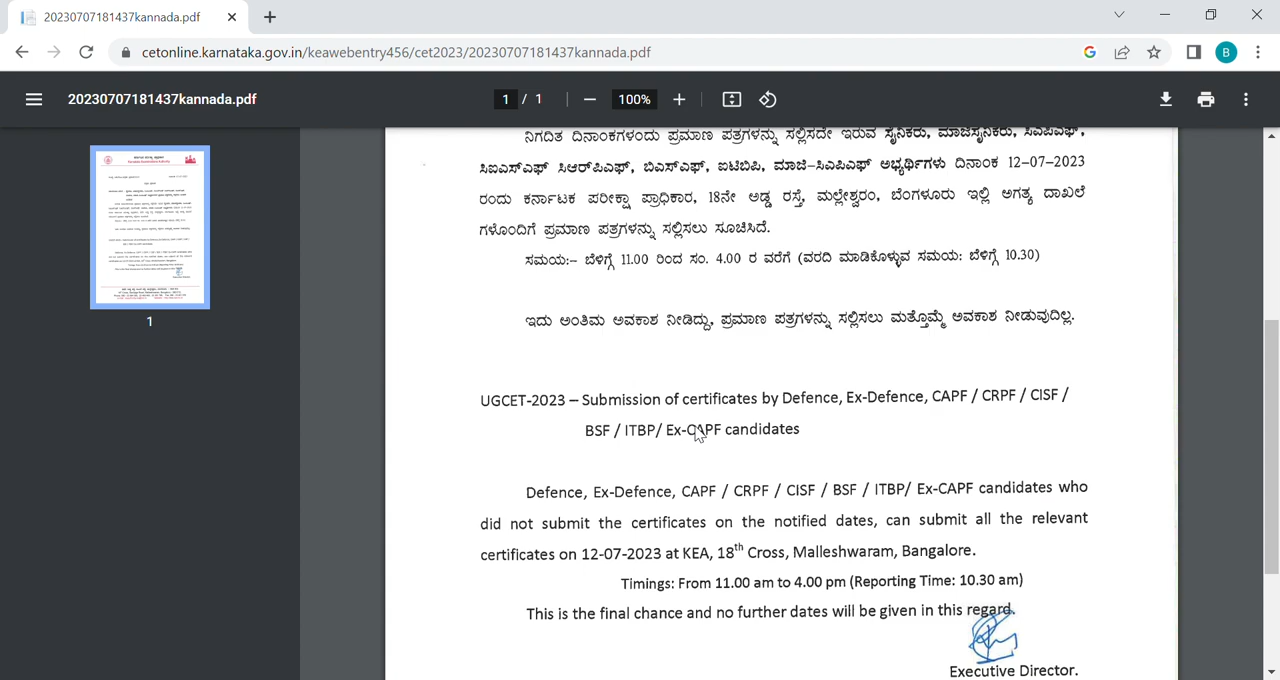 20230707181437kannada.pdf
cetonline.karnataka.gov.in/keawebentry456/cet2023/20230707181437kannada.pdf
B
20230707181437kannada.pdf
1 / 1
100%
ನಿಗದಿತ ದಿನಾಂಕಗಳಂದು ಪ್ರಮಾಣ ಪತ್ರಗಳನ್ನು ಸಲ್ಲಿಸದೇ ಇರುವ ಸೈನಿಕರು, ಮಾಜಿಸೈನಿಕರು, ಸಿಎಪಿಎಫ್,
ಸಿಐಎಸ್ಎಫ್ ಸಿಆರ್‌ಪಿಎಫ್, ಬಿಎಸ್ಎಫ್, ಐಟಿಬಿಪಿ, ಮಾಜಿ-ಸಿಎಪಿಎಫ್ ಅಭ್ಯರ್ಥಿಗಳು ದಿನಾಂಕ 12-07-2023
ರಂದು ಕರ್ನಾಟಕ ಪರೀಕ್ಷಾ ಪ್ರಾಧಿಕಾರ, 18ನೇ ಅಡ್ಡ ರಸ್ತೆ, ಮಲ್ಲೇಶ್ವರಂ, ಬೆಂಗಳೂರು ಇಲ್ಲಿ ಅಗತ್ಯ ದಾಖಲೆ
ಗಳೊಂದಿಗೆ ಪ್ರಮಾಣ ಪತ್ರಗಳನ್ನು ಸಲ್ಲಿಸಲು ಸೂಚಿಸಿದೆ.
ಸಮಯ:– ಬೆಳಿಗ್ಗೆ 11.00 ರಿಂದ ಸಂ. 4.00 ರ ವರೆಗೆ (ವರದಿ ಮಾಡಿಕೊಳ್ಳುವ ಸಮಯ: ಬೆಳಿಗ್ಗೆ 10.30)
ಇದು ಅಂತಿಮ ಅವಕಾಶ ನೀಡಿದ್ದು, ಪ್ರಮಾಣ ಪತ್ರಗಳನ್ನು ಸಲ್ಲಿಸಲು ಮತ್ತೊಮ್ಮೆ ಅವಕಾಶ ನೀಡುವುದಿಲ್ಲ.
UGCET-2023 – Submission of certificates by Defence, Ex-Defence, CAPF / CRPF / CISF /
BSF / ITBP/ Ex-CAPF candidates
Defence, Ex-Defence, CAPF / CRPF / CISF / BSF / ITBP/ Ex-CAPF candidates who
did not submit the certificates on the notified dates, can submit all the relevant
certificates on 12-07-2023 at KEA, 18th Cross, Malleshwaram, Bangalore.
Timings: From 11.00 am to 4.00 pm (Reporting Time: 10.30 am)
This is the final chance and no further dates will be given in this regard.
Executive Director.
1